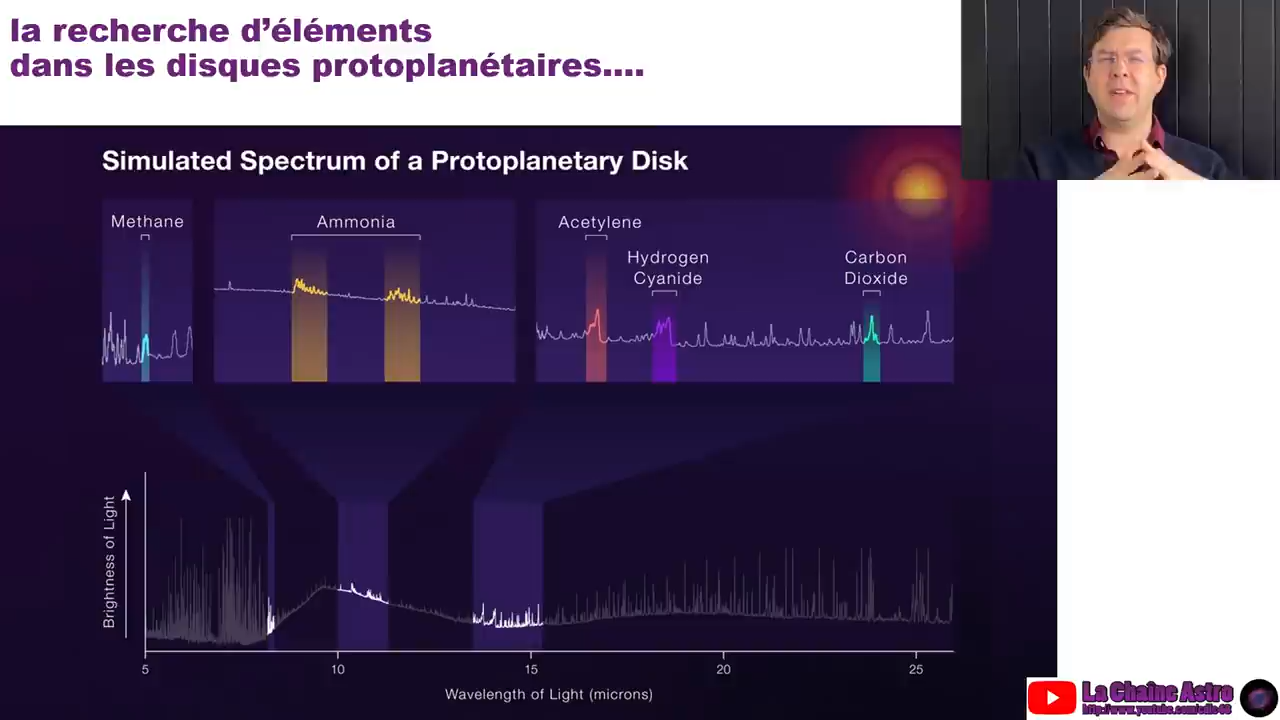 la recherche d’éléments
dans les disques protoplanétaires....
Simulated Spectrum of a Protoplanetary Disk
Methane
Ammonia
Acetylene
Hydrogen
Cyanide
Carbon
Dioxide
Brightness of Light
5
10
15
20
25
Wavelength of Light (microns)
La Chaîne Astro